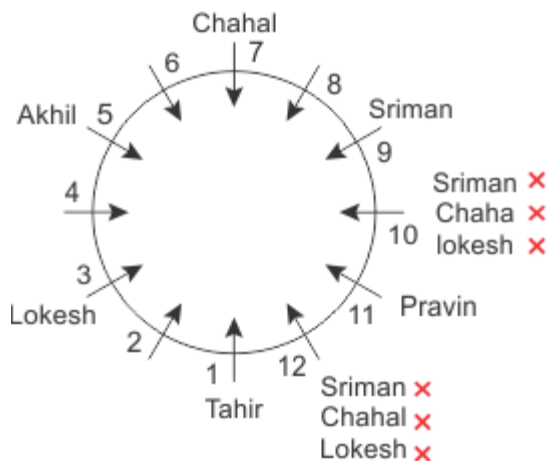 Chahal
6
7
8
Akhil
5
Sriman
9
4
Sriman ×
Chaha ×
lokesh ×
10
3
Lokesh
Pravin
11
2
1
12
Tahir
Sriman ×
Chahal ×
Lokesh ×